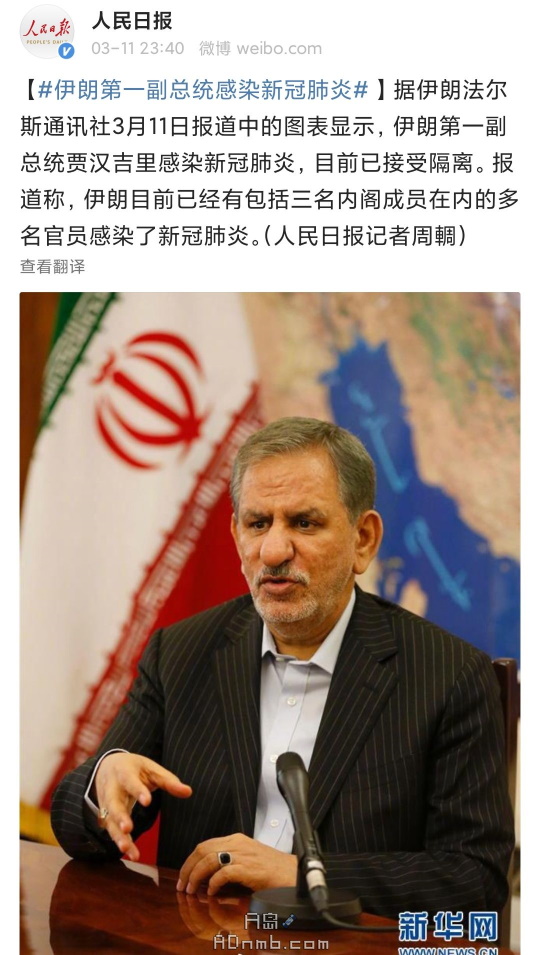 人民日报
PEOPLE'S DAILY
人民日报
03-11 23:40 微博 weibo.com
【#伊朗第一副总统感染新冠肺炎# 】据伊朗法尔
斯通讯社3月11日报道中的图表显示，伊朗第一副
总统贾汉吉里感染新冠肺炎，目前已接受隔离。报
道称，伊朗目前已经有包括三名内阁成员在内的多
名官员感染了新冠肺炎。（人民日报记者周輖）
查看翻译
A岛
ADnmb.com
新华网
WWW.NEWS.CN